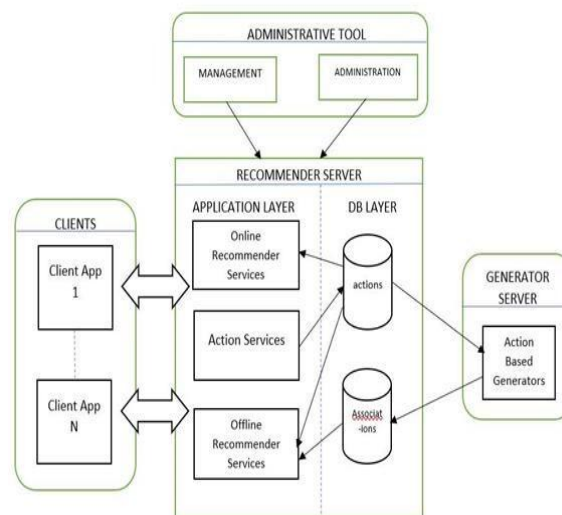 ADMINISTRATIVE TOOL
MANAGEMENT
ADMINISTRATION
RECOMMENDER SERVER
APPLICATION LAYER
DB LAYER
CLIENTS
Client App
1
Client App
N
Online
Recommender
Services
Action Services
Offline
Recommender
Services
actions
Associat
-ions
GENERATOR
SERVER
Action
Based
Generators